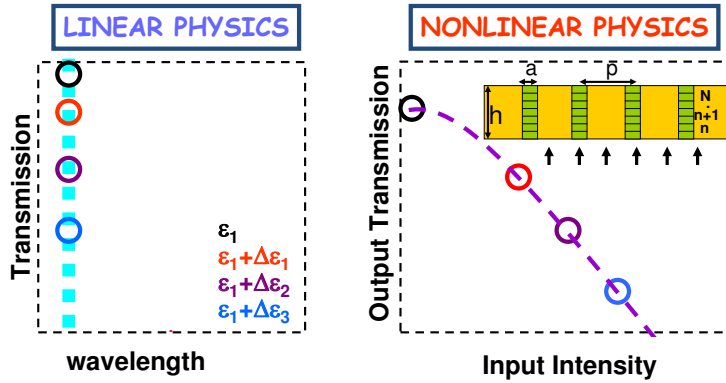 LINEAR PHYSICS
Transmission
ε1
ε1+Δε1
ε1+Δε2
ε1+Δε3
wavelength
NONLINEAR PHYSICS
Output Transmission
a
p
h
N
.
n+1
n
Input Intensity